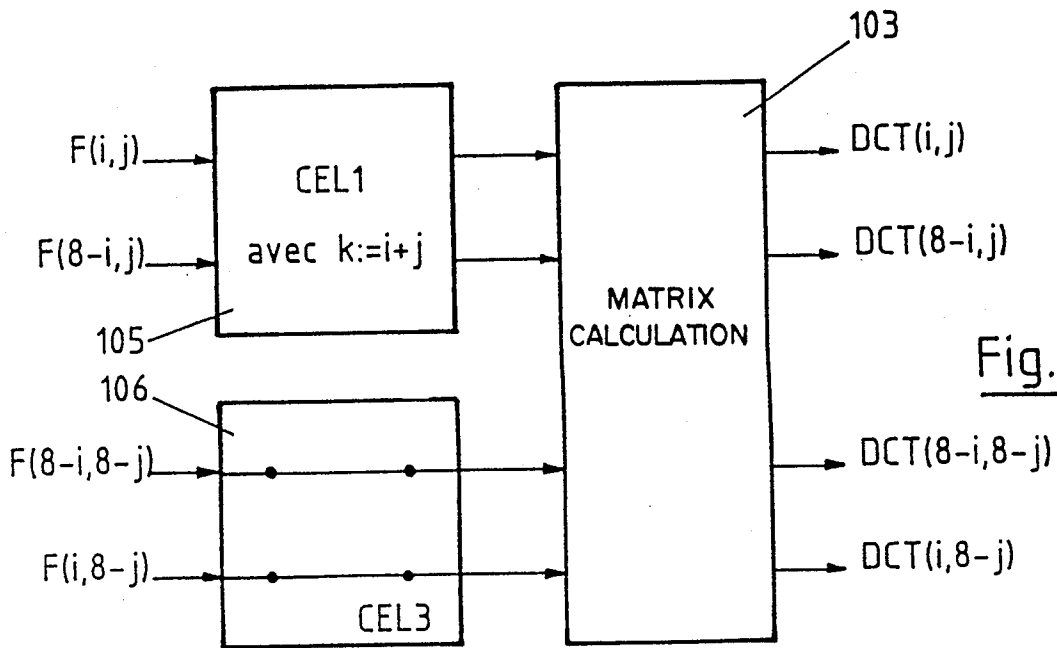 103
F(i,j)
CEL1
DCT(i,j)
F(8-i,j)
avec k:=i+j
DCT(8-i,j)
105
MATRIX
CALCULATION
Fig.
106
F(8-i,8-j)
DCT(8-i,8-j)
F(i,8-j)
DCT(i,8-j)
CEL3